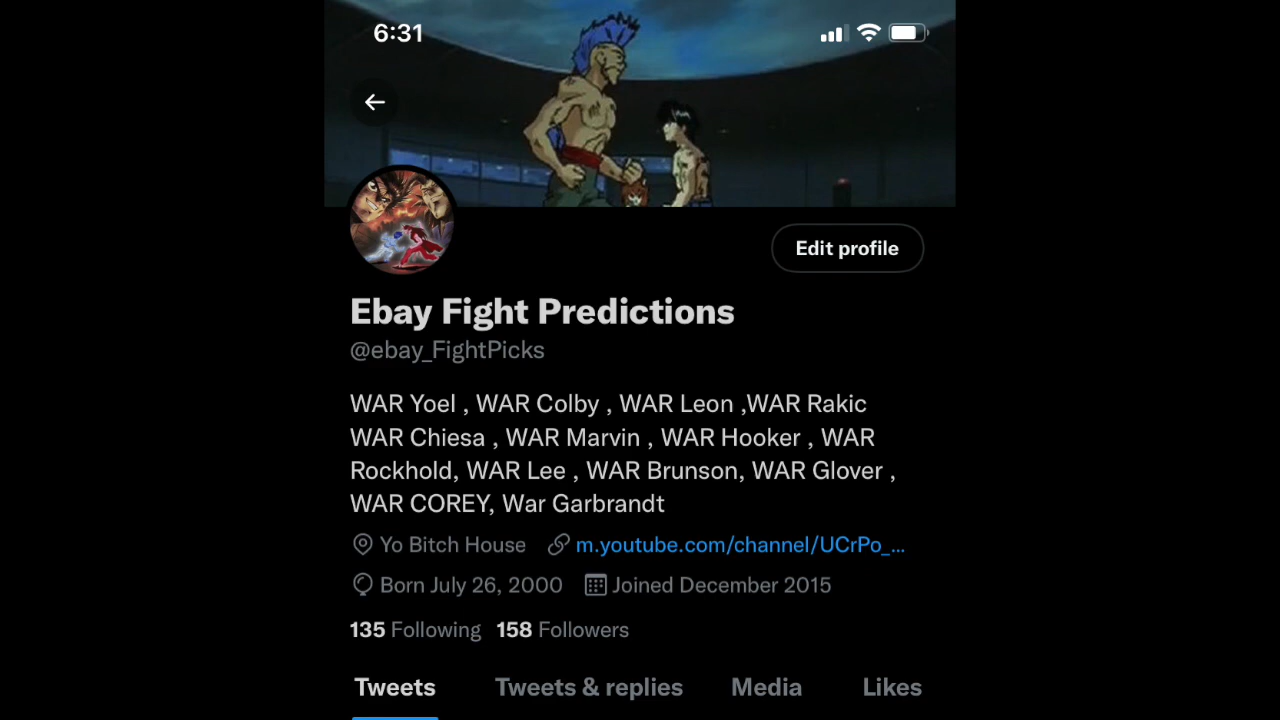 6:31
Edit profile
Ebay Fight Predictions
@ebay_FightPicks
WAR Yoel , WAR Colby , WAR Leon ,WAR Rakic
WAR Chiesa , WAR Marvin , WAR Hooker , WAR
Rockhold, WAR Lee , WAR Brunson, WAR Glover ,
WAR COREY, War Garbrandt
Yo Bitch House m.youtube.com/channel/UCrPo_...
Born July 26, 2000 Joined December 2015
135 Following 158 Followers
Tweets Tweets & replies Media Likes